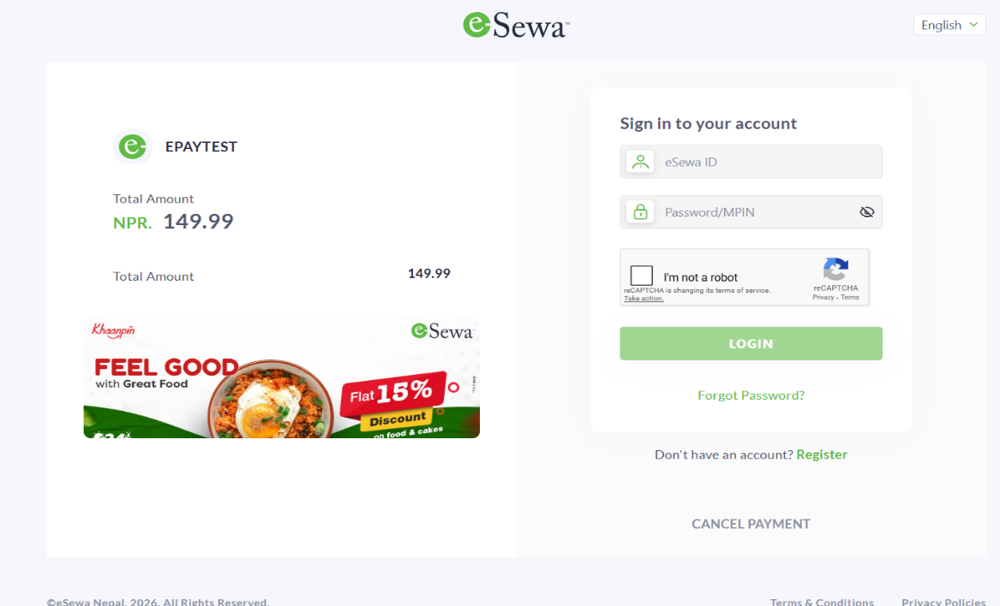 e-Sewa™
English
EPAYTEST
Total Amount
NPR. 149.99
Total Amount 149.99
Khaanpin
e-Sewa
FEEL GOOD
with Great Food
Flat 15%
Discount
on food & cakes
Sign in to your account
eSewa ID
Password/MPIN
I'm not a robot
reCAPTCHA is changing its terms of service.
Take action.
reCAPTCHA
Privacy - Terms
LOGIN
Forgot Password?
Don't have an account? Register
CANCEL PAYMENT
©eSewa Nepal. 2026. All Rights Reserved.
Terms & Conditions Privacy Policies